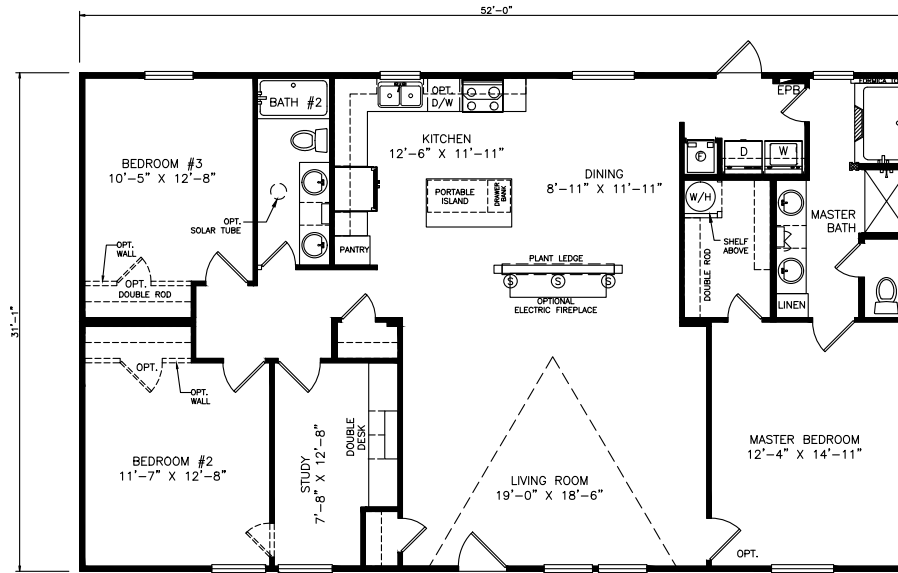 52'-0"
31'-1"
BATH #2
OPT.
D/W
EPB
FORMICA TO
KITCHEN
12'-6" X 11'-11"
BEDROOM #3
10'-5" X 12'-8"
DINING
8'-11" X 11'-11"
F
D
W
PORTABLE
ISLAND
DRAWER
BANK
W/H
MASTER
BATH
OPT.
SOLAR TUBE
OPT.
WALL
PANTRY
SHELF
ABOVE
DOUBLE ROD
PLANT LEDGE
OPT.
DOUBLE ROD
S
S
S
OPTIONAL
ELECTRIC FIREPLACE
LINEN
OPT.
OPT.
WALL
DOUBLE
DESK
BEDROOM #2
11'-7" X 12'-8"
STUDY
7'-8" X 12'-8"
MASTER BEDROOM
12'-4" X 14'-11"
LIVING ROOM
19'-0" X 18'-6"
OPT.